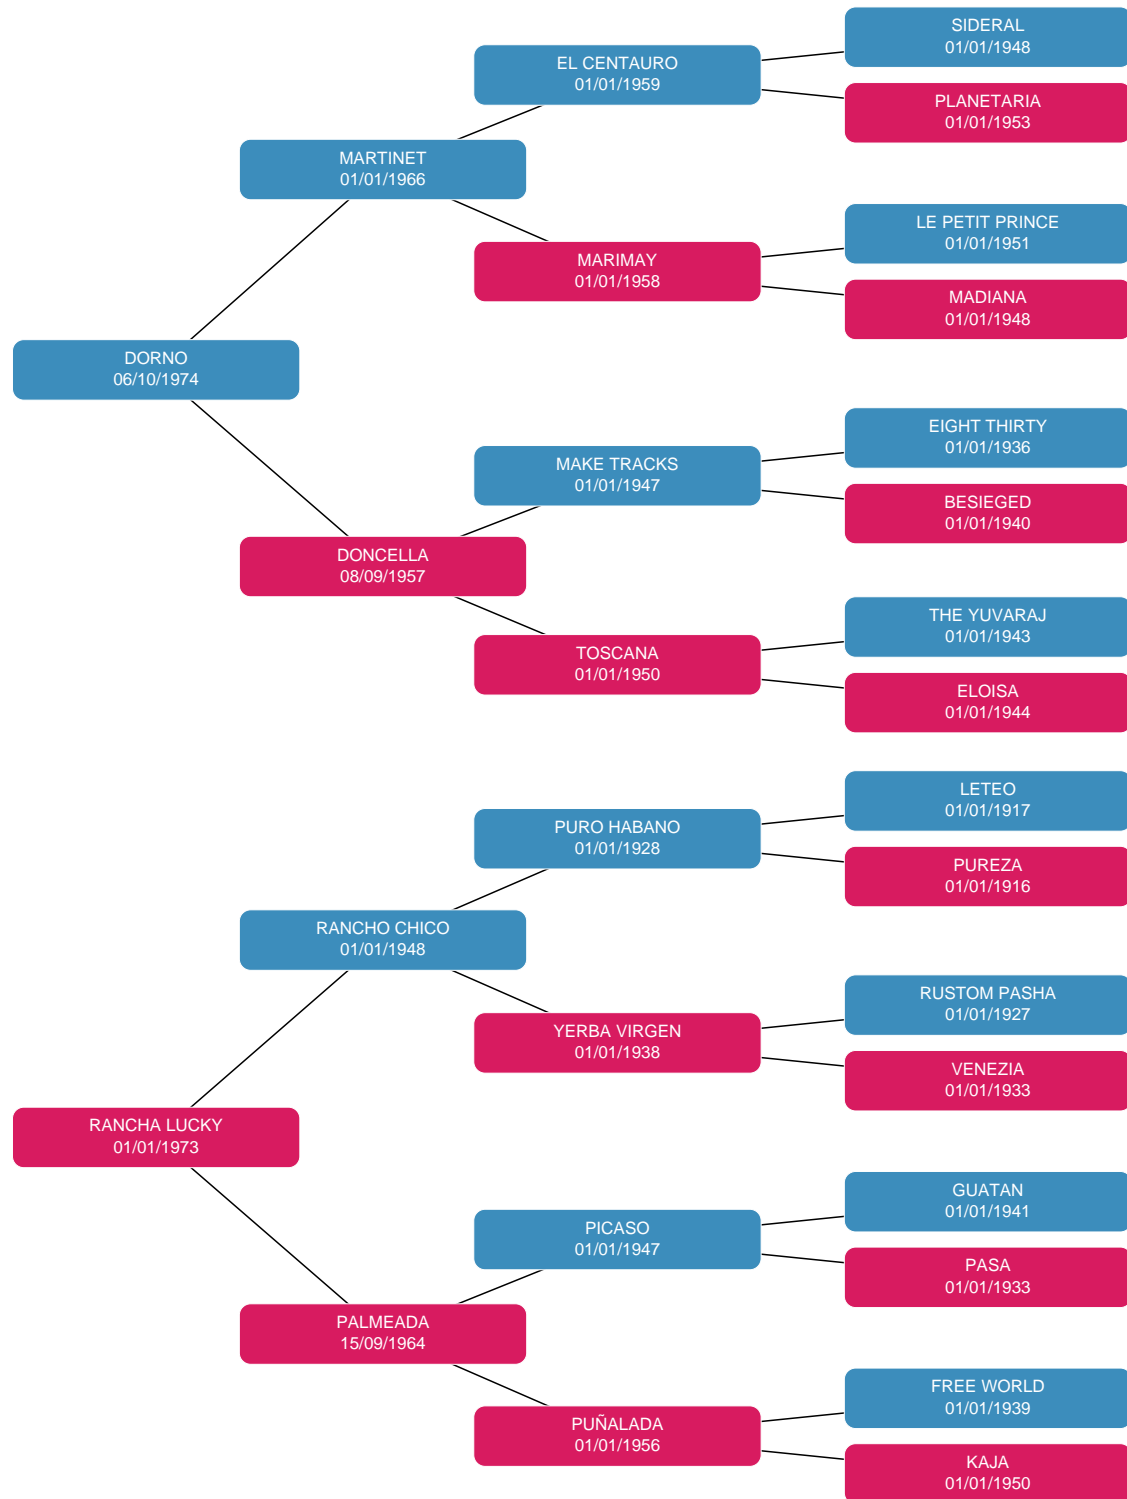 SIDERAL
01/01/1948
EL CENTAURO
01/01/1959
PLANETARIA
01/01/1953
MARTINET
01/01/1966
LE PETIT PRINCE
01/01/1951
MARIMAY
01/01/1958
MADIANA
01/01/1948
DORNO
06/10/1974
EIGHT THIRTY
01/01/1936
MAKE TRACKS
01/01/1947
BESIEGED
01/01/1940
DONCELLA
08/09/1957
THE YUVARAJ
01/01/1943
TOSCANA
01/01/1950
ELOISA
01/01/1944
LETEO
01/01/1917
PURO HABANO
01/01/1928
PUREZA
01/01/1916
RANCHO CHICO
01/01/1948
RUSTOM PASHA
01/01/1927
YERBA VIRGEN
01/01/1938
VENEZIA
01/01/1933
RANCHA LUCKY
01/01/1973
GUATAN
01/01/1941
PICASO
01/01/1947
PASA
01/01/1933
PALMEADA
15/09/1964
FREE WORLD
01/01/1939
PUÑALADA
01/01/1956
KAJA
01/01/1950